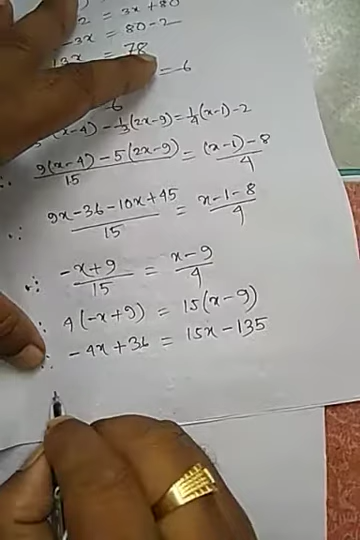 2 = 3x + 80
-3x = 80-2
13x = 78
= -6
(x-4) - 1/3(2x-9) = 1/4(x-1) - 2
∴ 9(x-4) - 5(2x-9)/15 = (x-1)-8/4
∴ 9x-36-10x+45/15 = x-1-8/4
∴ -x+9/15 = x-9/4
∴ 4(-x+9) = 15(x-9)
∴ -4x+36 = 15x-135